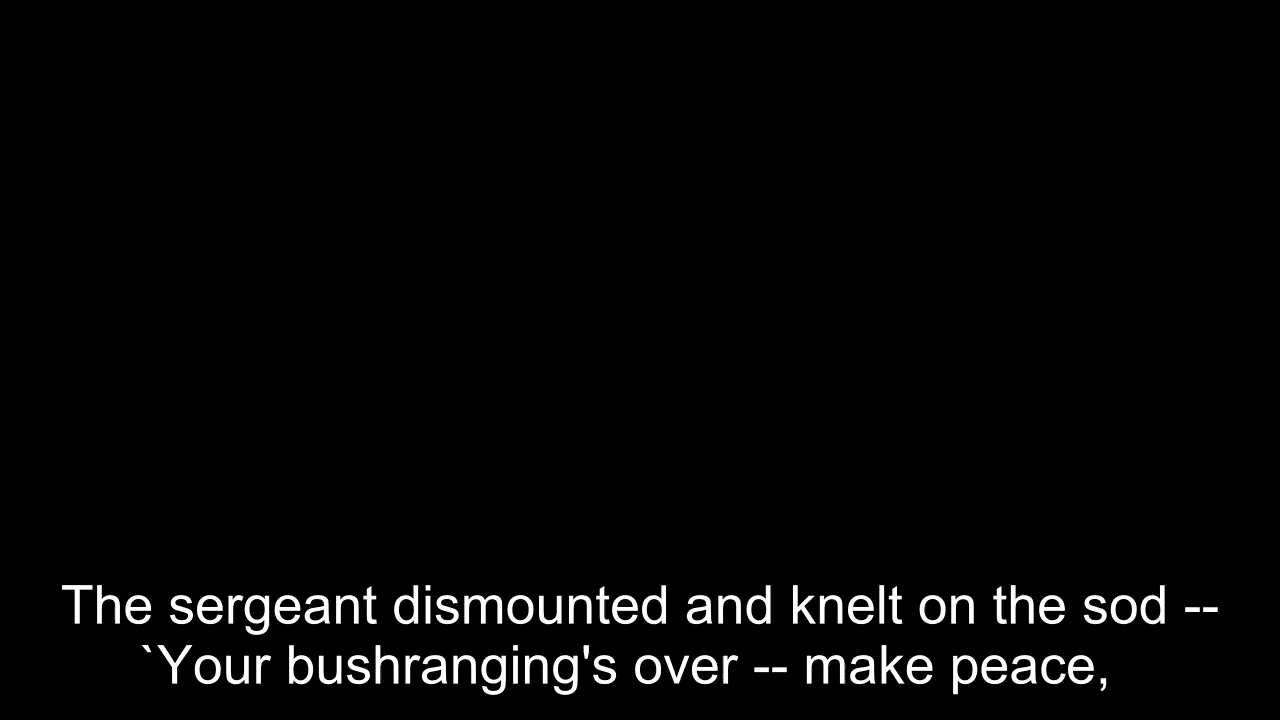 The sergeant dismounted and knelt on the sod --
`Your bushranging's over -- make peace,